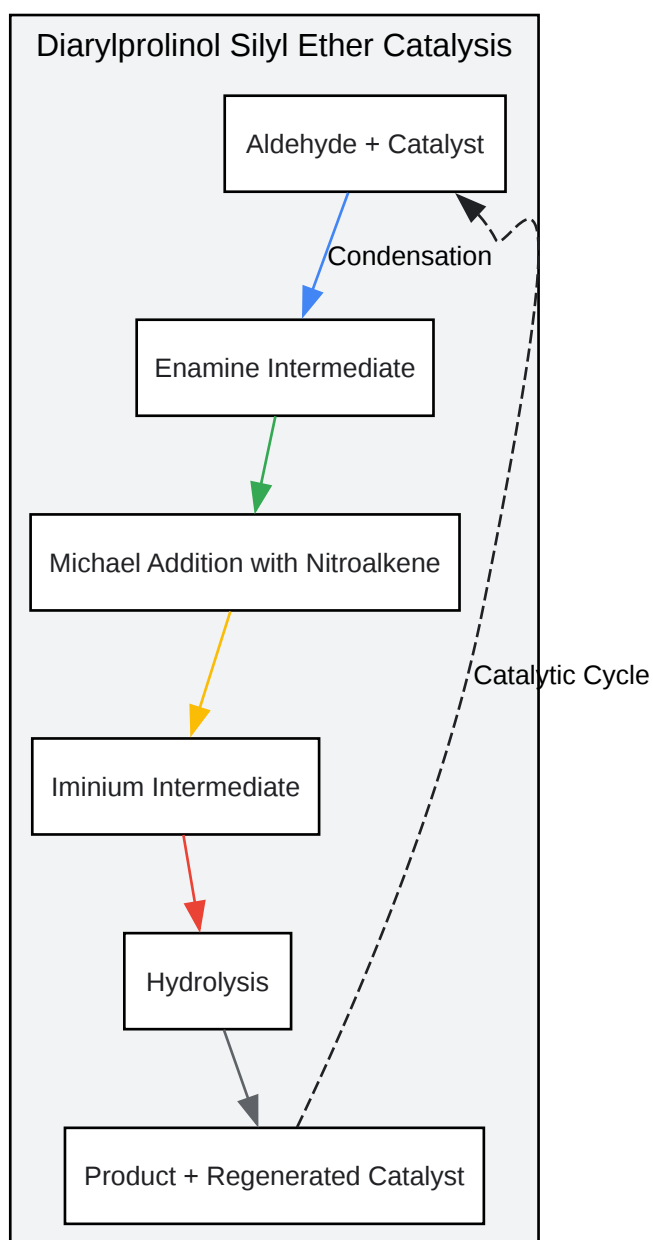 Diarylprolinol Silyl Ether Catalysis
Aldehyde + Catalyst
Condensation
Enamine Intermediate
Michael Addition with Nitroalkene
Catalytic Cycle
Iminium Intermediate
Hydrolysis
Product + Regenerated Catalyst